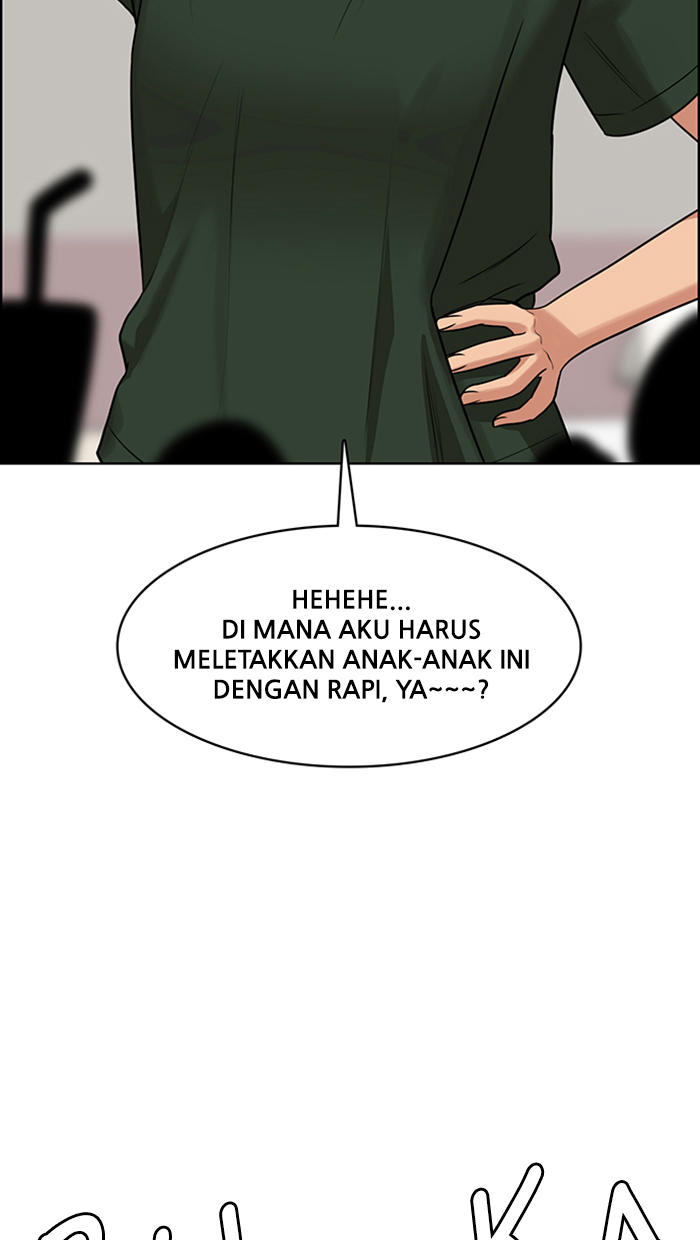 HEHEHE...
DI MANA AKU HARUS
MELETAKKAN ANAK-ANAK INI
DENGAN RAPI, YA~~~?